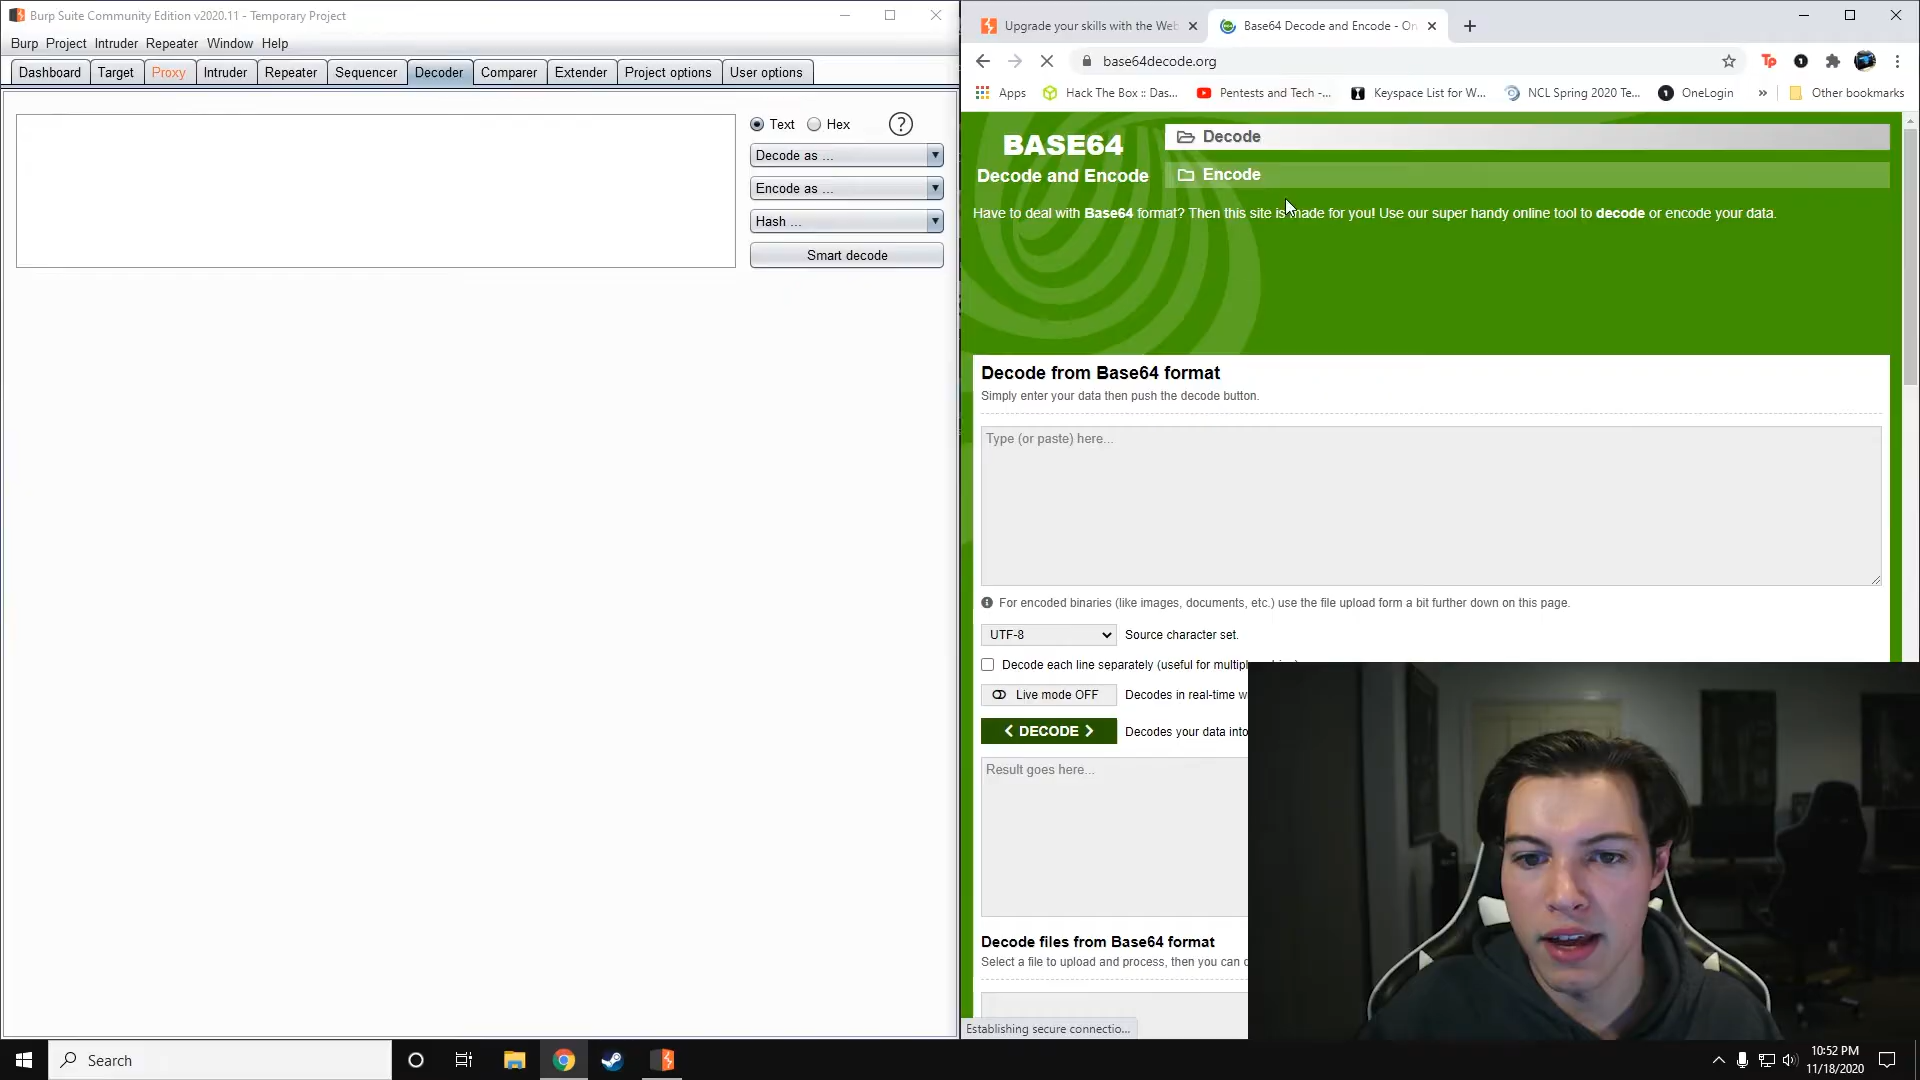 Burp Suite Community Edition v2020.11 - Temporary Project
Burp Project Intruder Repeater Window Help
Dashboard Target Proxy Intruder Repeater Sequencer Decoder Comparer Extender Project options User options
Text Hex ?
Decode as ...
Encode as ...
Hash ...
Smart decode
Upgrade your skills with the Web
Base64 Decode and Encode - On
base64decode.org
Apps Hack The Box :: Das... Pentests and Tech -... Keyspace List for W... NCL Spring 2020 Te... OneLogin » Other bookmarks
BASE64
Decode and Encode
Decode
Encode
Have to deal with Base64 format? Then this site is made for you! Use our super handy online tool to decode or encode your data.
Decode from Base64 format
Simply enter your data then push the decode button.
Type (or paste) here...
For encoded binaries (like images, documents, etc.) use the file upload form a bit further down on this page.
UTF-8 Source character set.
Decode each line separately (useful for multipl
Live mode OFF Decodes in real-time w
< DECODE > Decodes your data into
Result goes here...
Decode files from Base64 format
Select a file to upload and process, then you can
Establishing secure connectio...
Search
10:52 PM
11/18/2020